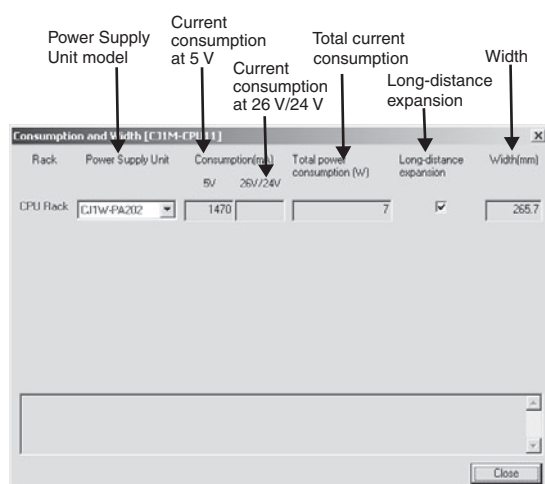 Power Supply
Unit model
Current
consumption
at 5 V
Current
consumption
at 26 V/24 V
Total current
consumption
Long-distance
expansion
Width
Consumption and Width [CJ1M-CPU11]
Rack
Power Supply Unit
Consumption(mA)
5V 26V/24V
Total power
consumption (W)
Long-distance
expansion
Width(mm)
CPU Rack CJ1W-PA202 1470 7 265.7
Close